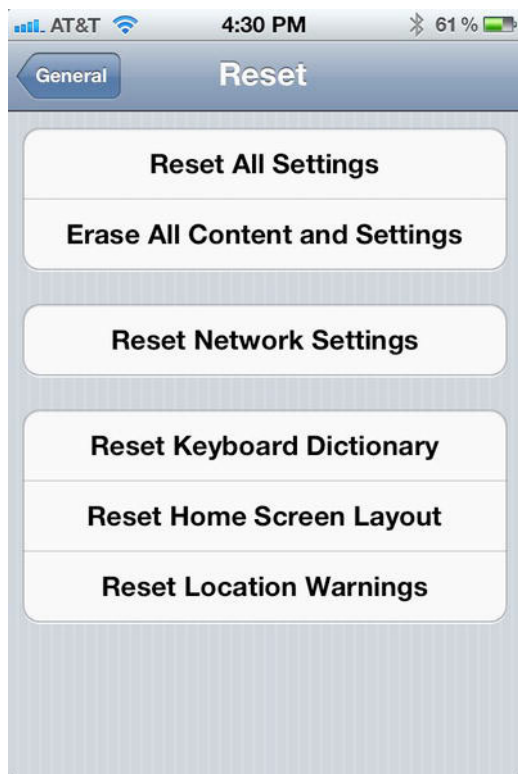 AT&T 4:30 PM 61%
General Reset
Reset All Settings
Erase All Content and Settings
Reset Network Settings
Reset Keyboard Dictionary
Reset Home Screen Layout
Reset Location Warnings